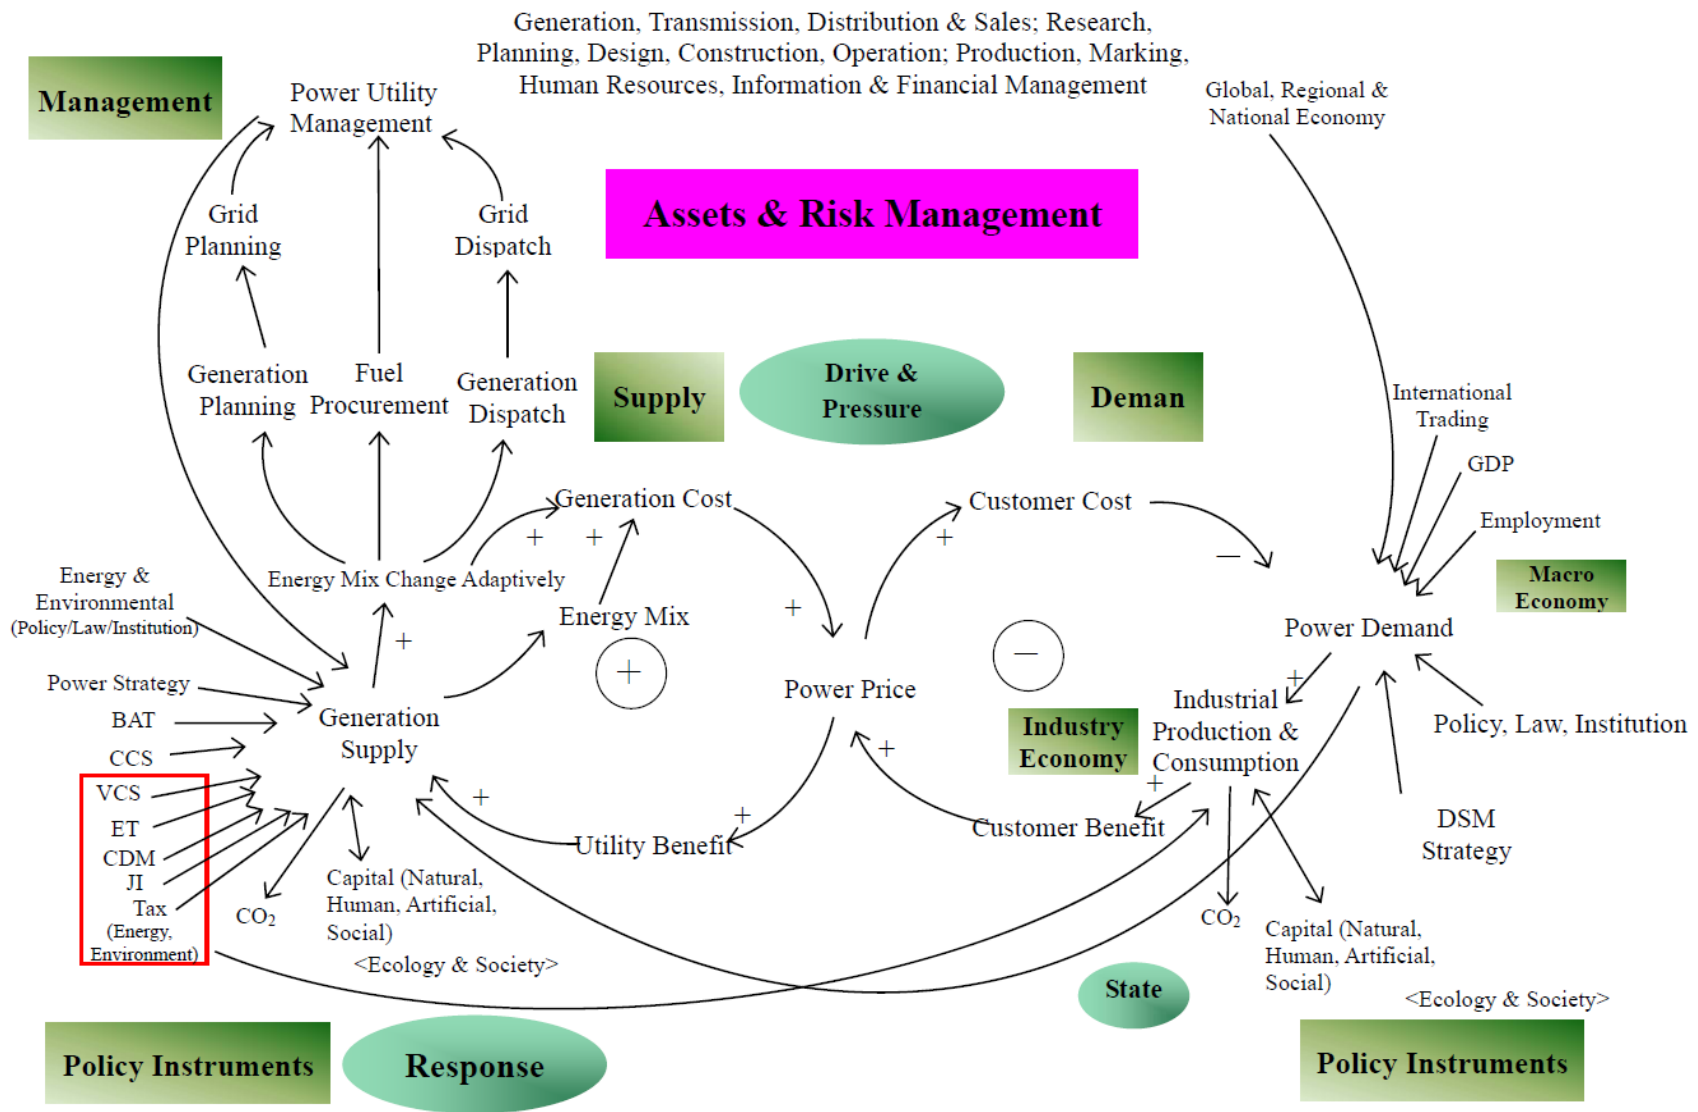 Generation, Transmission, Distribution & Sales; Research,
Planning, Design, Construction, Operation; Production, Marking,
Human Resources, Information & Financial Management
Management
Power Utility
Management
Global, Regional &
National Economy
Assets & Risk Management
Grid
Planning
Grid
Dispatch
Generation
Planning
Fuel
Procurement
Generation
Dispatch
Supply
Drive &
Pressure
Deman
International
Trading
GDP
Employment
Generation Cost
Customer Cost
+
+
+
−
Energy &
Environmental
(Policy/Law/Institution)
Energy Mix Change Adaptively
Energy Mix
+
+
+
−
Macro
Economy
Power Demand
+
Power Strategy
BAT
CCS
Generation
Supply
Power Price
Industry
Economy
Industrial
Production &
Consumption
Policy, Law, Institution
+
+
VCS
ET
CDM
JI
Tax
(Energy,
Environment)
+
+
Utility Benefit
Customer Benefit
DSM
Strategy
CO₂
Capital (Natural,
Human, Artificial,
Social)
<Ecology & Society>
CO₂
Capital (Natural,
Human, Artificial,
Social)
<Ecology & Society>
State
Policy Instruments
Response
Policy Instruments